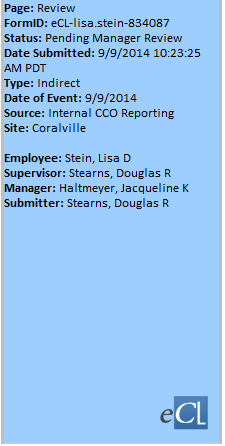 Page: Review
FormID: eCL-lisa.stein-834087
Status: Pending Manager Review
Date Submitted: 9/9/2014 10:23:25
AM PDT
Type: Indirect
Date of Event: 9/9/2014
Source: Internal CCO Reporting
Site: Coralville
Employee: Stein, Lisa D
Supervisor: Stearns, Douglas R
Manager: Haltmeyer, Jacqueline K
Submitter: Stearns, Douglas R
eCL